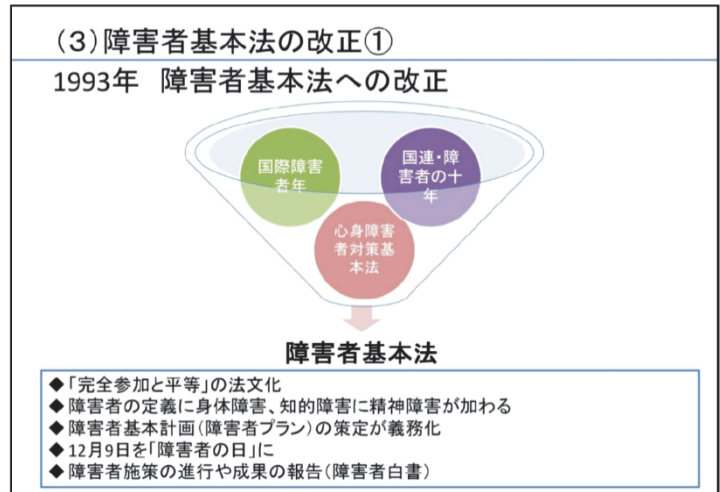 (3)障害者基本法の改正①
1993年 障害者基本法への改正
国際障害
者年
国連・障
害者の十
年
心身障害
者対策基
本法
障害者基本法
◆「完全参加と平等」の法文化
◆障害者の定義に身体障害、知的障害に精神障害が加わる
◆障害者基本計画(障害者プラン)の策定が義務化
◆12月9日を「障害者の日」に
◆障害者施策の進行や成果の報告(障害者白書)